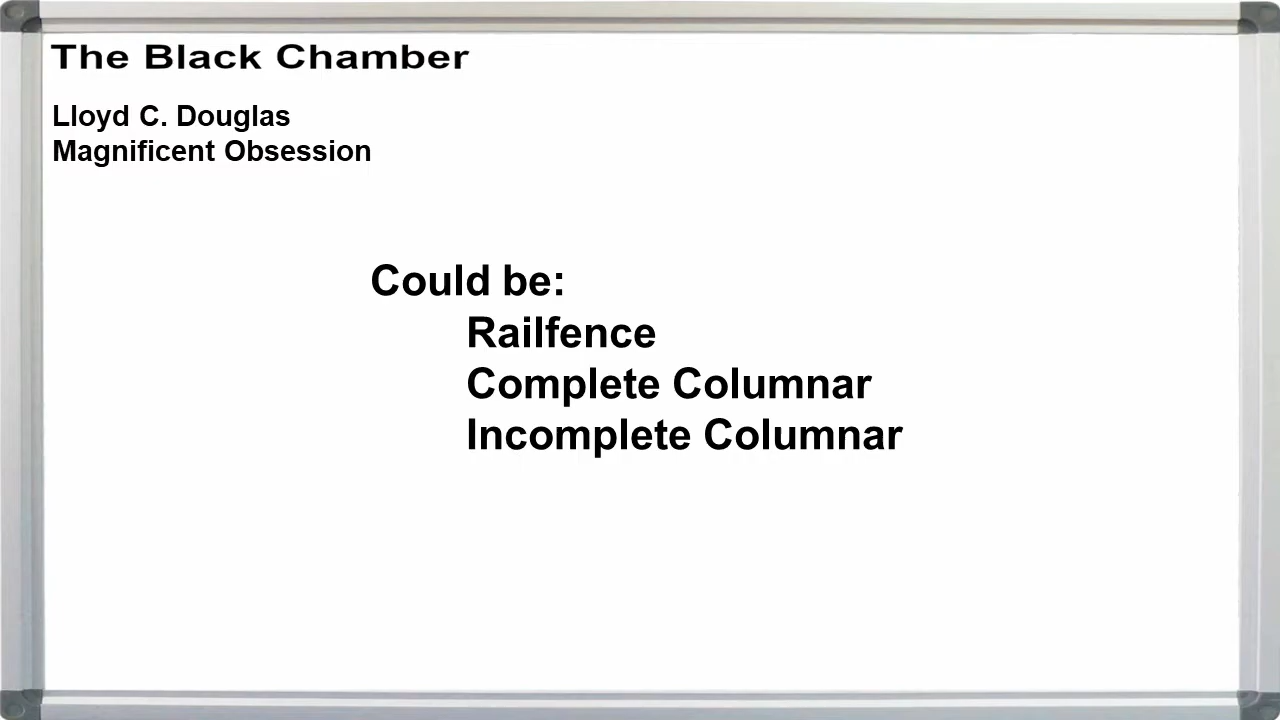 The Black Chamber
Lloyd C. Douglas
Magnificent Obsession
Could be:
Railfence
Complete Columnar
Incomplete Columnar